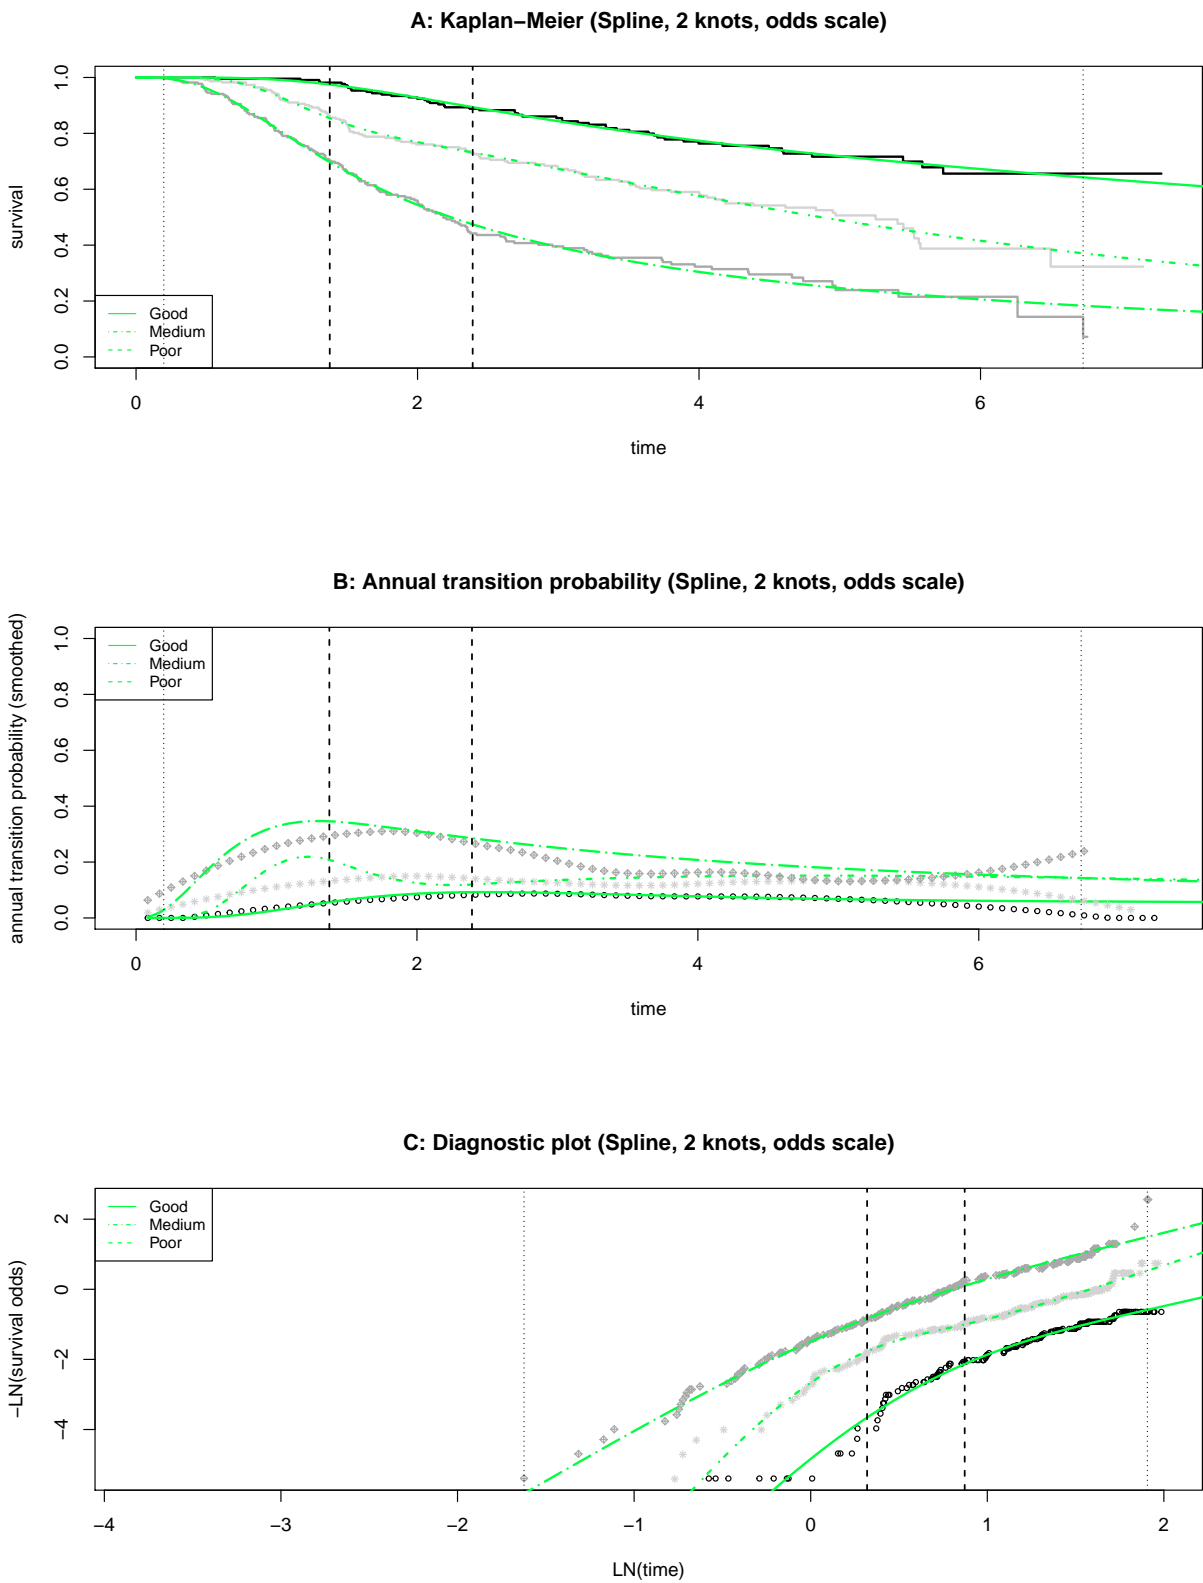 A: Kaplan−Meier (Spline, 2 knots, odds scale)
survival
1.0
0.8
0.6
0.4
0.2
0.0
Good
Medium
Poor
0 2 4 6
time
B: Annual transition probability (Spline, 2 knots, odds scale)
annual transition probability (smoothed)
1.0
0.8
0.6
0.4
0.2
0.0
Good
Medium
Poor
0 2 4 6
time
C: Diagnostic plot (Spline, 2 knots, odds scale)
−LN(survival odds)
2
0
−2
−4
Good
Medium
Poor
−4 −3 −2 −1 0 1 2
LN(time)